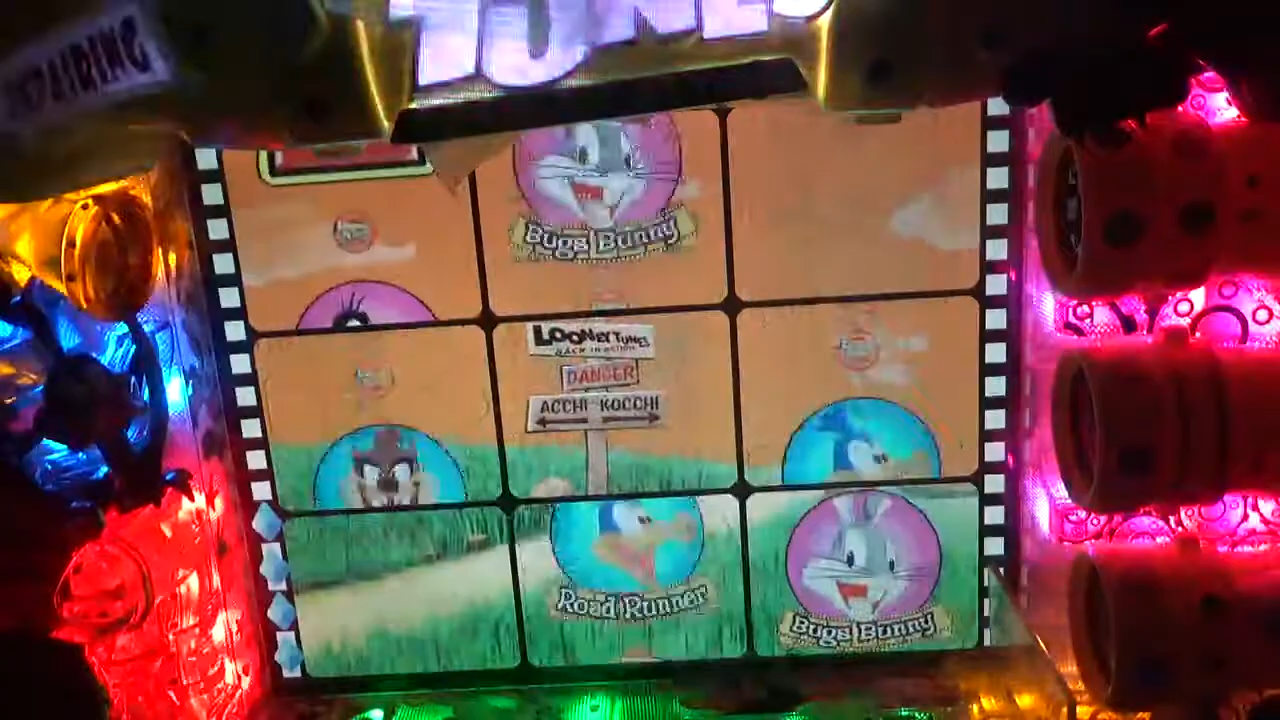 Bugs Bunny
LOONEY TUNES
BACK IN ACTION
DANGER
ACCHI-KOCCHI
Road Runner
Bugs Bunny